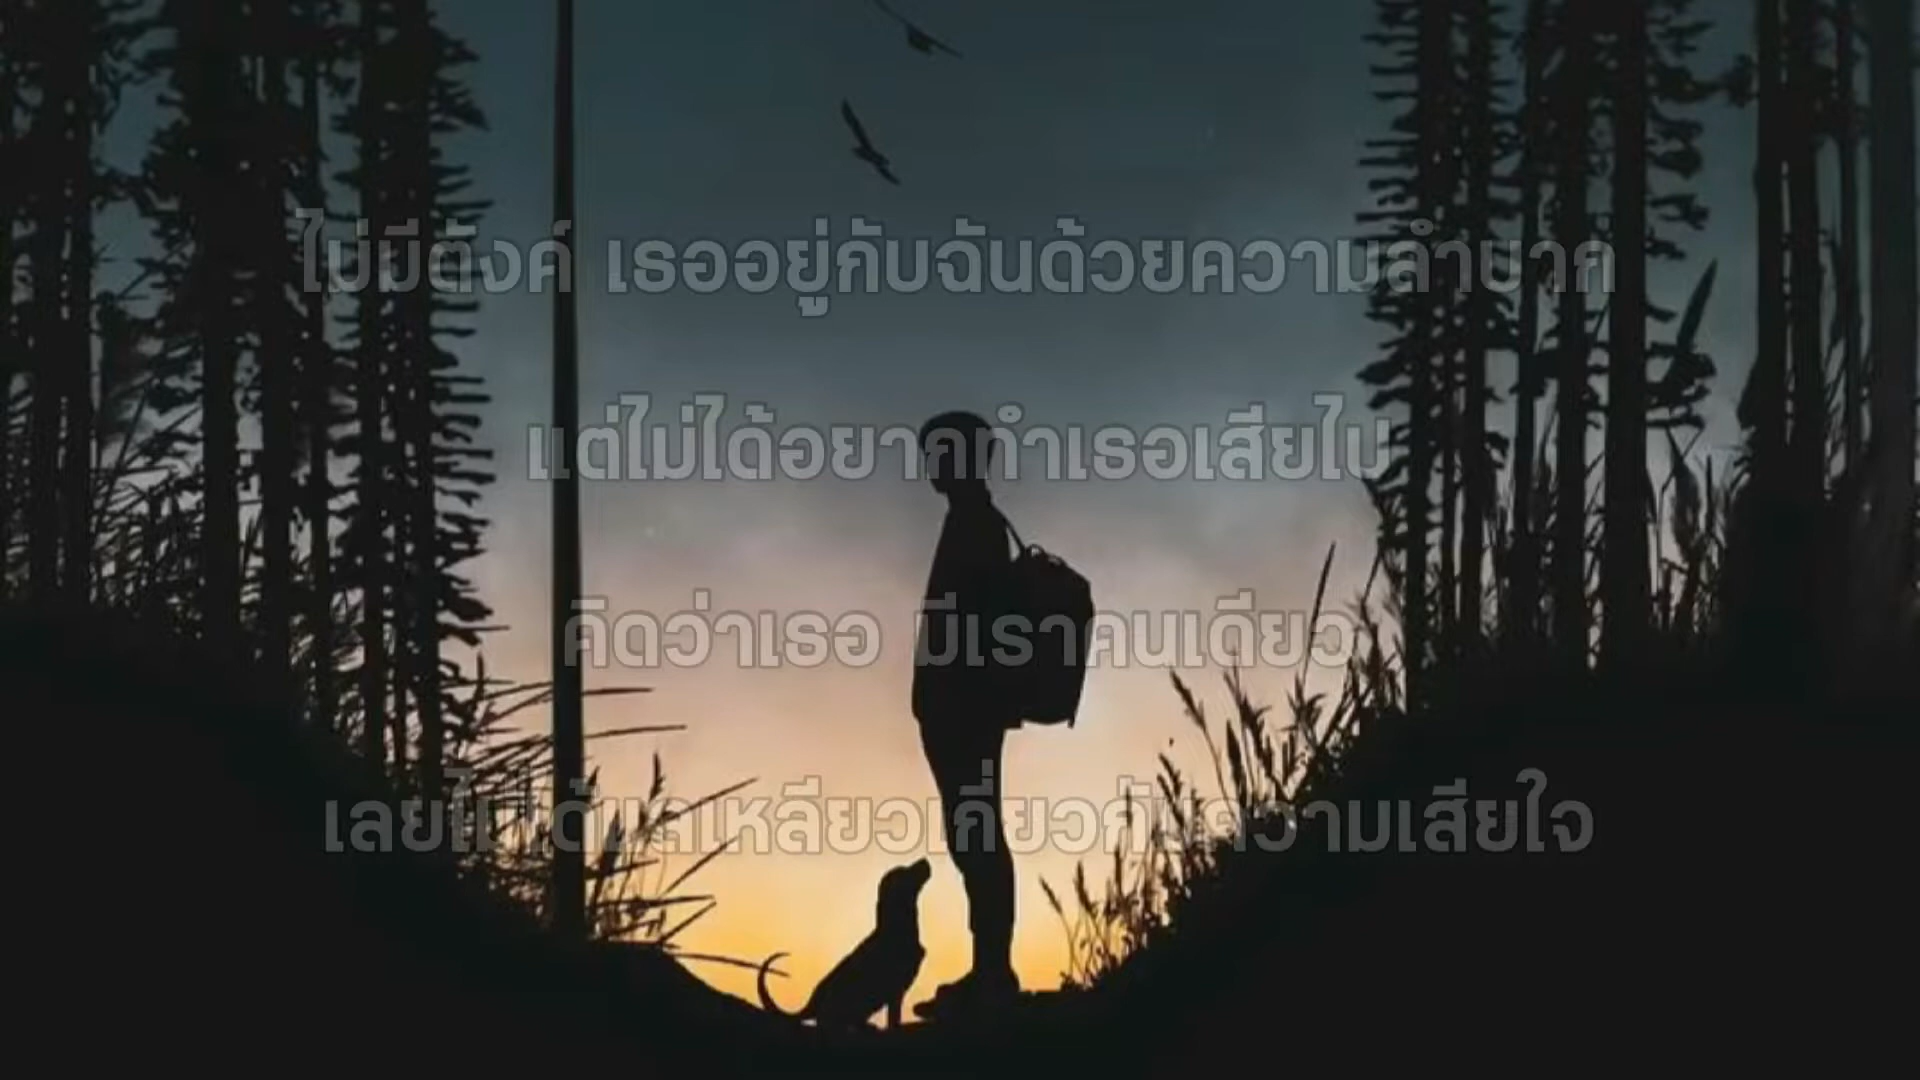 ไม่มีตังค์ เธออยู่กับฉันด้วยความลำบาก
แต่ไม่ได้อยากทำเธอเสียไป
คิดว่าเธอ มีเราคนเดียว
เลยไม่ได้แลเหลียวเกี่ยวกับความเสียใจ